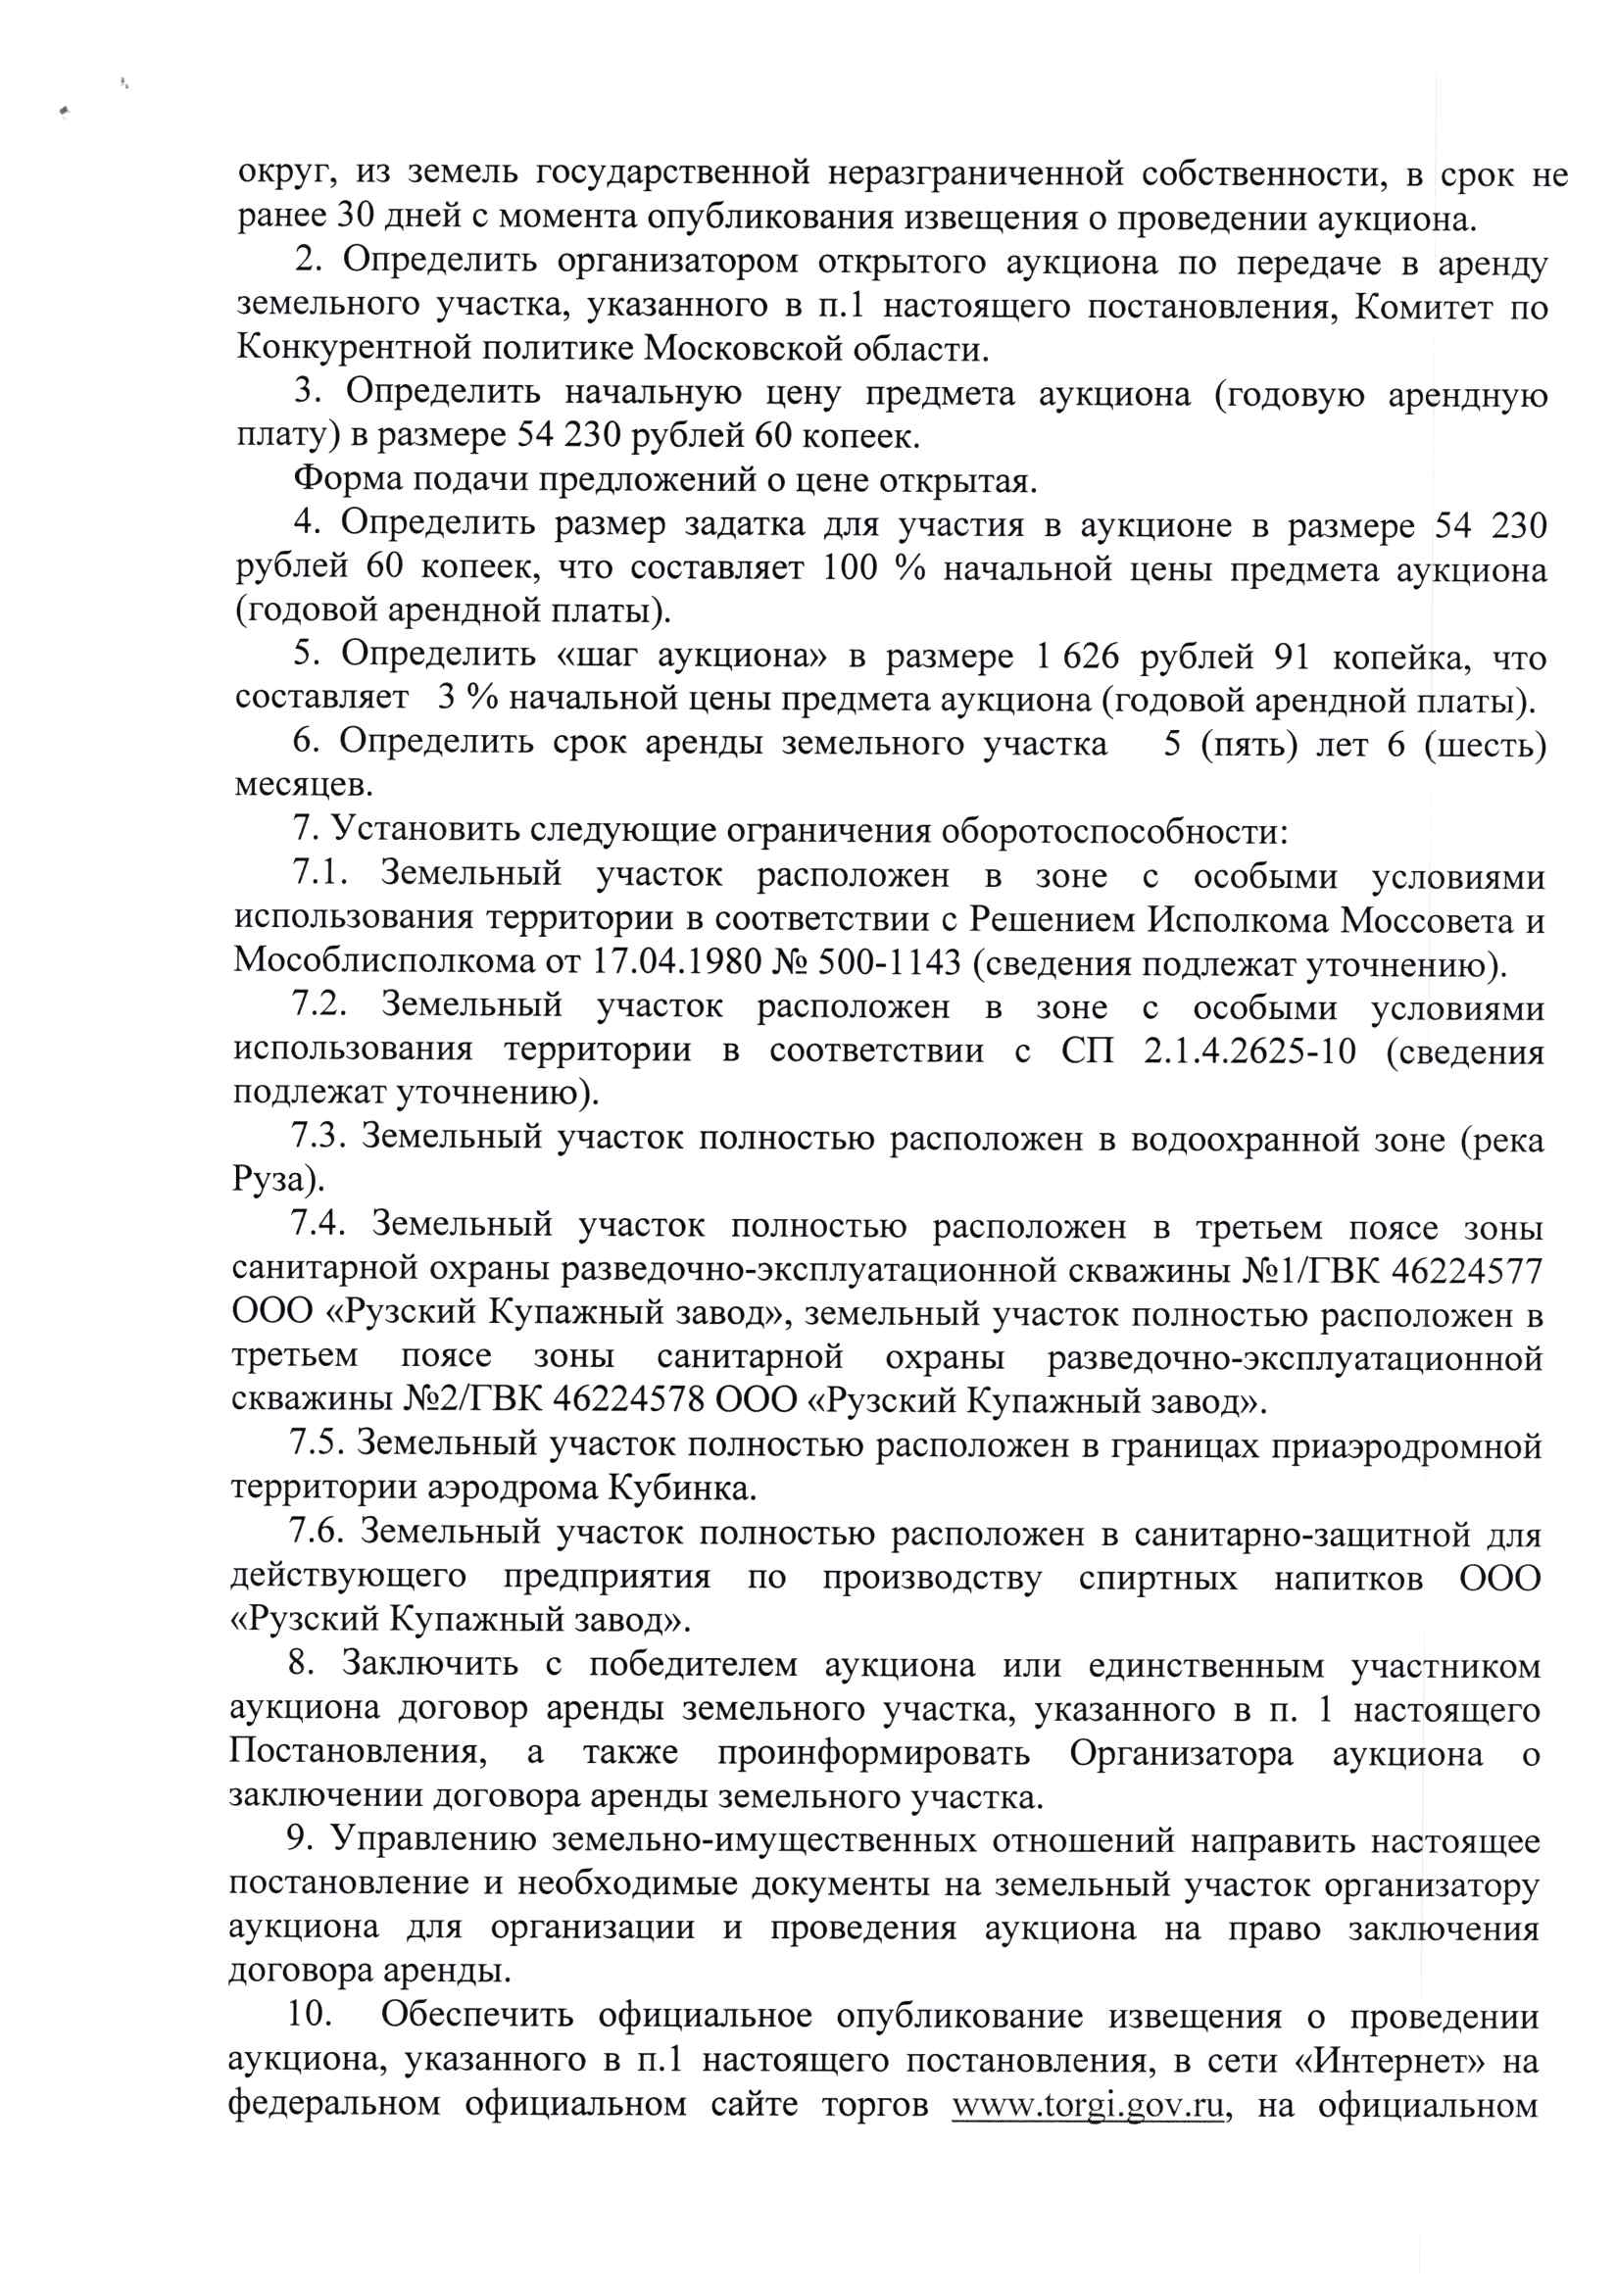 округ, из земель государственной неразграниченной собственности, в срок не
ранее 30 дней с момента опубликования извещения о проведении аукциона.
2. Определить организатором открытого аукциона по передаче в аренду
земельного участка, указанного в п.1 настоящего постановления, Комитет по
Конкурентной политике Московской области.
3. Определить начальную цену предмета аукциона (годовую арендную
плату) в размере 54 230 рублей 60 копеек.
Форма подачи предложений о цене открытая.
4. Определить размер задатка для участия в аукционе в размере 54 230
рублей 60 копеек, что составляет 100 % начальной цены предмета аукциона
(годовой арендной платы).
5. Определить «шаг аукциона» в размере 1 626 рублей 91 копейка, что
составляет 3 % начальной цены предмета аукциона (годовой арендной платы).
6. Определить срок аренды земельного участка 5 (пять) лет 6 (шесть)
месяцев.
7. Установить следующие ограничения оборотоспособности:
7.1. Земельный участок расположен в зоне с особыми условиями
использования территории в соответствии с Решением Исполкома Моссовета и
Мособлисполкома от 17.04.1980 № 500-1143 (сведения подлежат уточнению).
7.2. Земельный участок расположен в зоне с особыми условиями
использования территории в соответствии с СП 2.1.4.2625-10 (сведения
подлежат уточнению).
7.3. Земельный участок полностью расположен в водоохранной зоне (река
Руза).
7.4. Земельный участок полностью расположен в третьем поясе зоны
санитарной охраны разведочно-эксплуатационной скважины №1/ГВК 46224577
ООО «Рузский Купажный завод», земельный участок полностью расположен в
третьем поясе зоны санитарной охраны разведочно-эксплуатационной
скважины №2/ГВК 46224578 ООО «Рузский Купажный завод».
7.5. Земельный участок полностью расположен в границах приаэродромной
территории аэродрома Кубинка.
7.6. Земельный участок полностью расположен в санитарно-защитной для
действующего предприятия по производству спиртных напитков ООО
«Рузский Купажный завод».
8. Заключить с победителем аукциона или единственным участником
аукциона договор аренды земельного участка, указанного в п. 1 настоящего
Постановления, а также проинформировать Организатора аукциона о
заключении договора аренды земельного участка.
9. Управлению земельно-имущественных отношений направить настоящее
постановление и необходимые документы на земельный участок организатору
аукциона для организации и проведения аукциона на право заключения
договора аренды.
10. Обеспечить официальное опубликование извещения о проведении
аукциона, указанного в п.1 настоящего постановления, в сети «Интернет» на
федеральном официальном сайте торгов www.torgi.gov.ru, на официальном